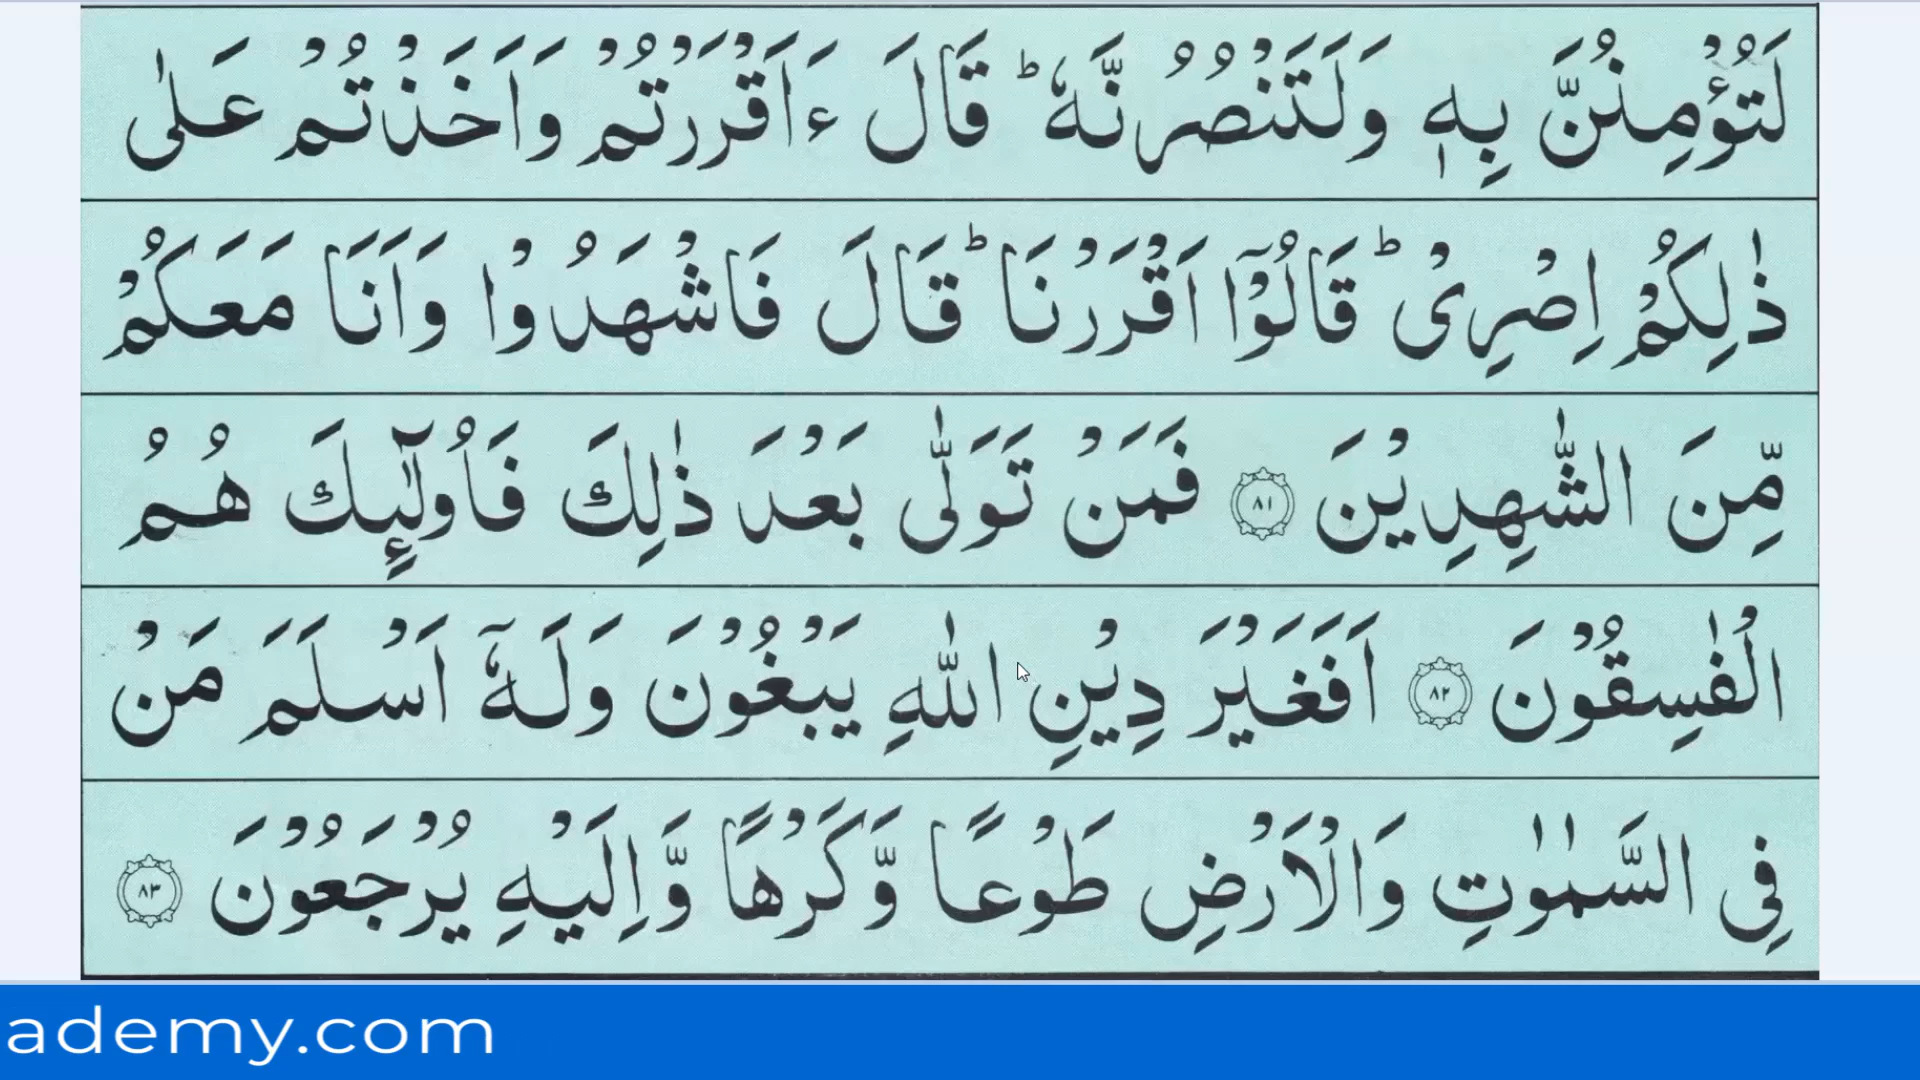 لَتُؤْمِنُنَّ بِهٖ وَلَتَنْصُرُنَّهٗ ؕ قَالَ ءَاَقْرَرْتُمْ وَاَخَذْتُمْ عَلٰى
ذٰلِكُمْ اِصْرِىْ ؕ قَالُوْۤا اَقْرَرْنَا ؕ قَالَ فَاشْهَدُوْا وَاَنَا مَعَكُمْ
مِّنَ الشّٰهِدِيْنَ ۝٨١ فَمَنْ تَوَلّٰى بَعْدَ ذٰلِكَ فَاُولٰٓٮِٕكَ هُمُ
الْفٰسِقُوْنَ ۝٨٢ اَفَغَيْرَ دِيْنِ اللّٰهِ يَبْغُوْنَ وَلَهٗۤ اَسْلَمَ مَنْ
فِى السَّمٰوٰتِ وَالْاَرْضِ طَوْعًا وَّكَرْهًا وَّاِلَيْهِ يُرْجَعُوْنَ ۝٨٣
ademy.com